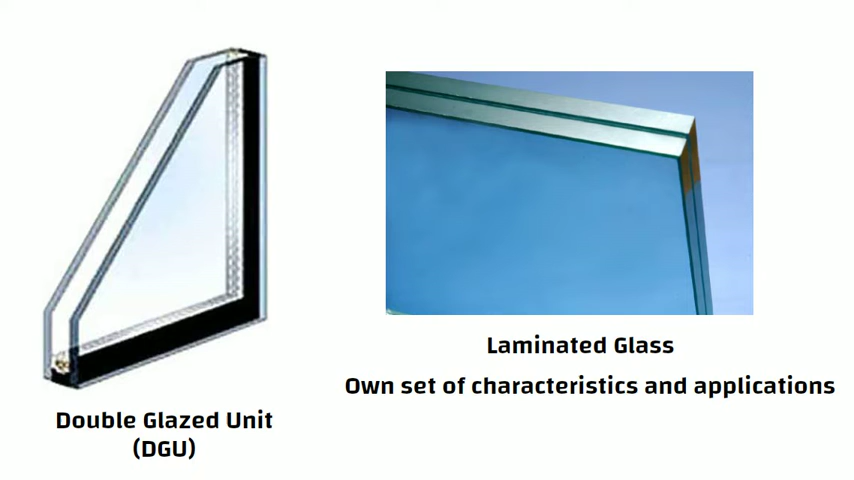 Double Glazed Unit
(DGU)
Laminated Glass
Own set of characteristics and applications